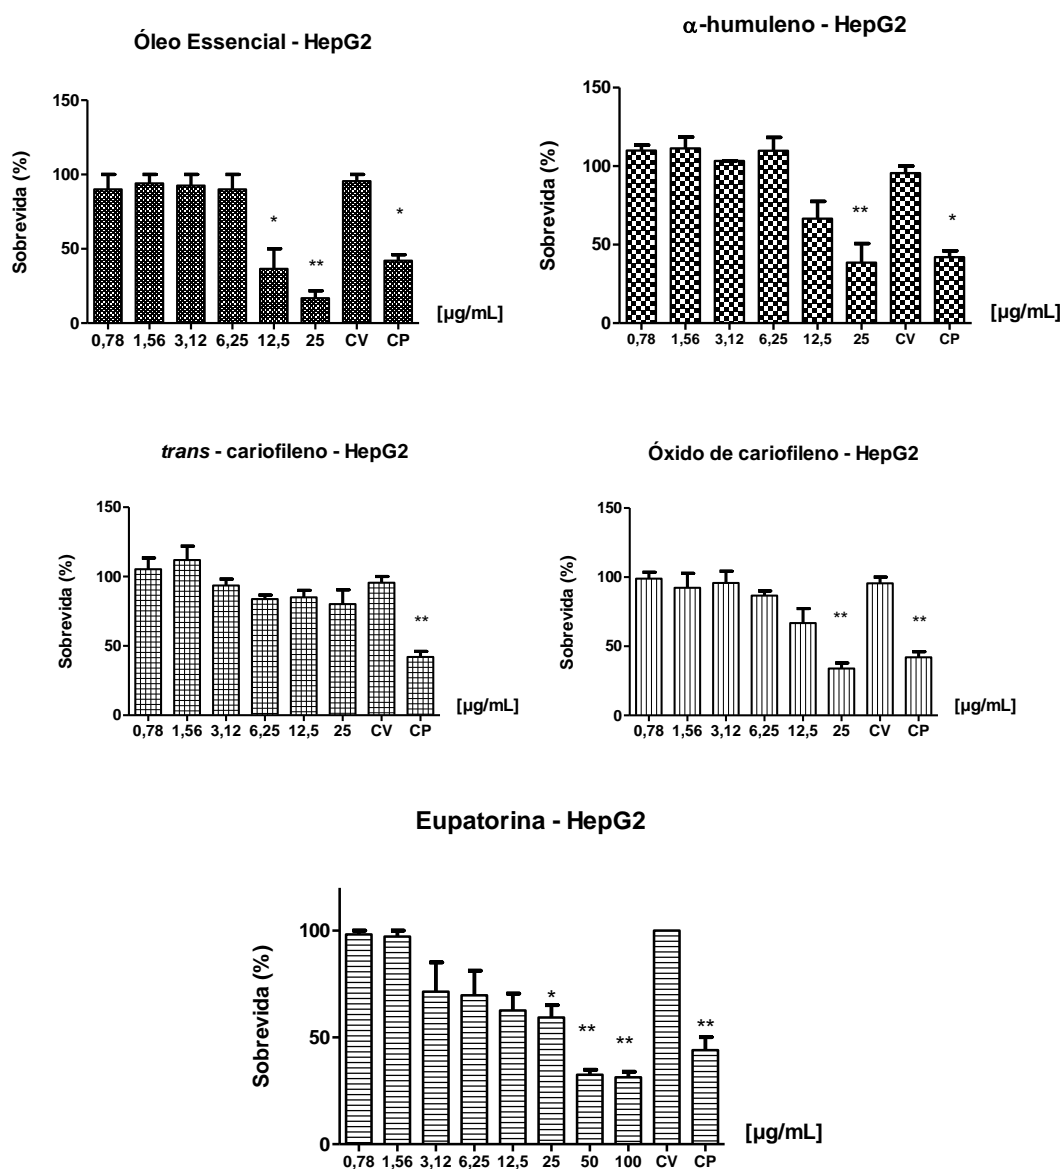 Óleo Essencial - HepG2
Sobrevida (%)
150
100
50
0
* ** *
0,78 1,56 3,12 6,25 12,5 25 CV CP
[µg/mL]
α-humuleno - HepG2
Sobrevida (%)
150
100
50
0
** *
0,78 1,56 3,12 6,25 12,5 25 CV CP
[µg/mL]
trans - cariofileno - HepG2
Sobrevida (%)
150
100
50
0
**
0,78 1,56 3,12 6,25 12,5 25 CV CP
[µg/mL]
Óxido de cariofileno - HepG2
Sobrevida (%)
150
100
50
0
** **
0,78 1,56 3,12 6,25 12,5 25 CV CP
[µg/mL]
Eupatorina - HepG2
Sobrevida (%)
100
50
0
* ** ** **
0,78 1,56 3,12 6,25 12,5 25 50 100 CV CP
[µg/mL]